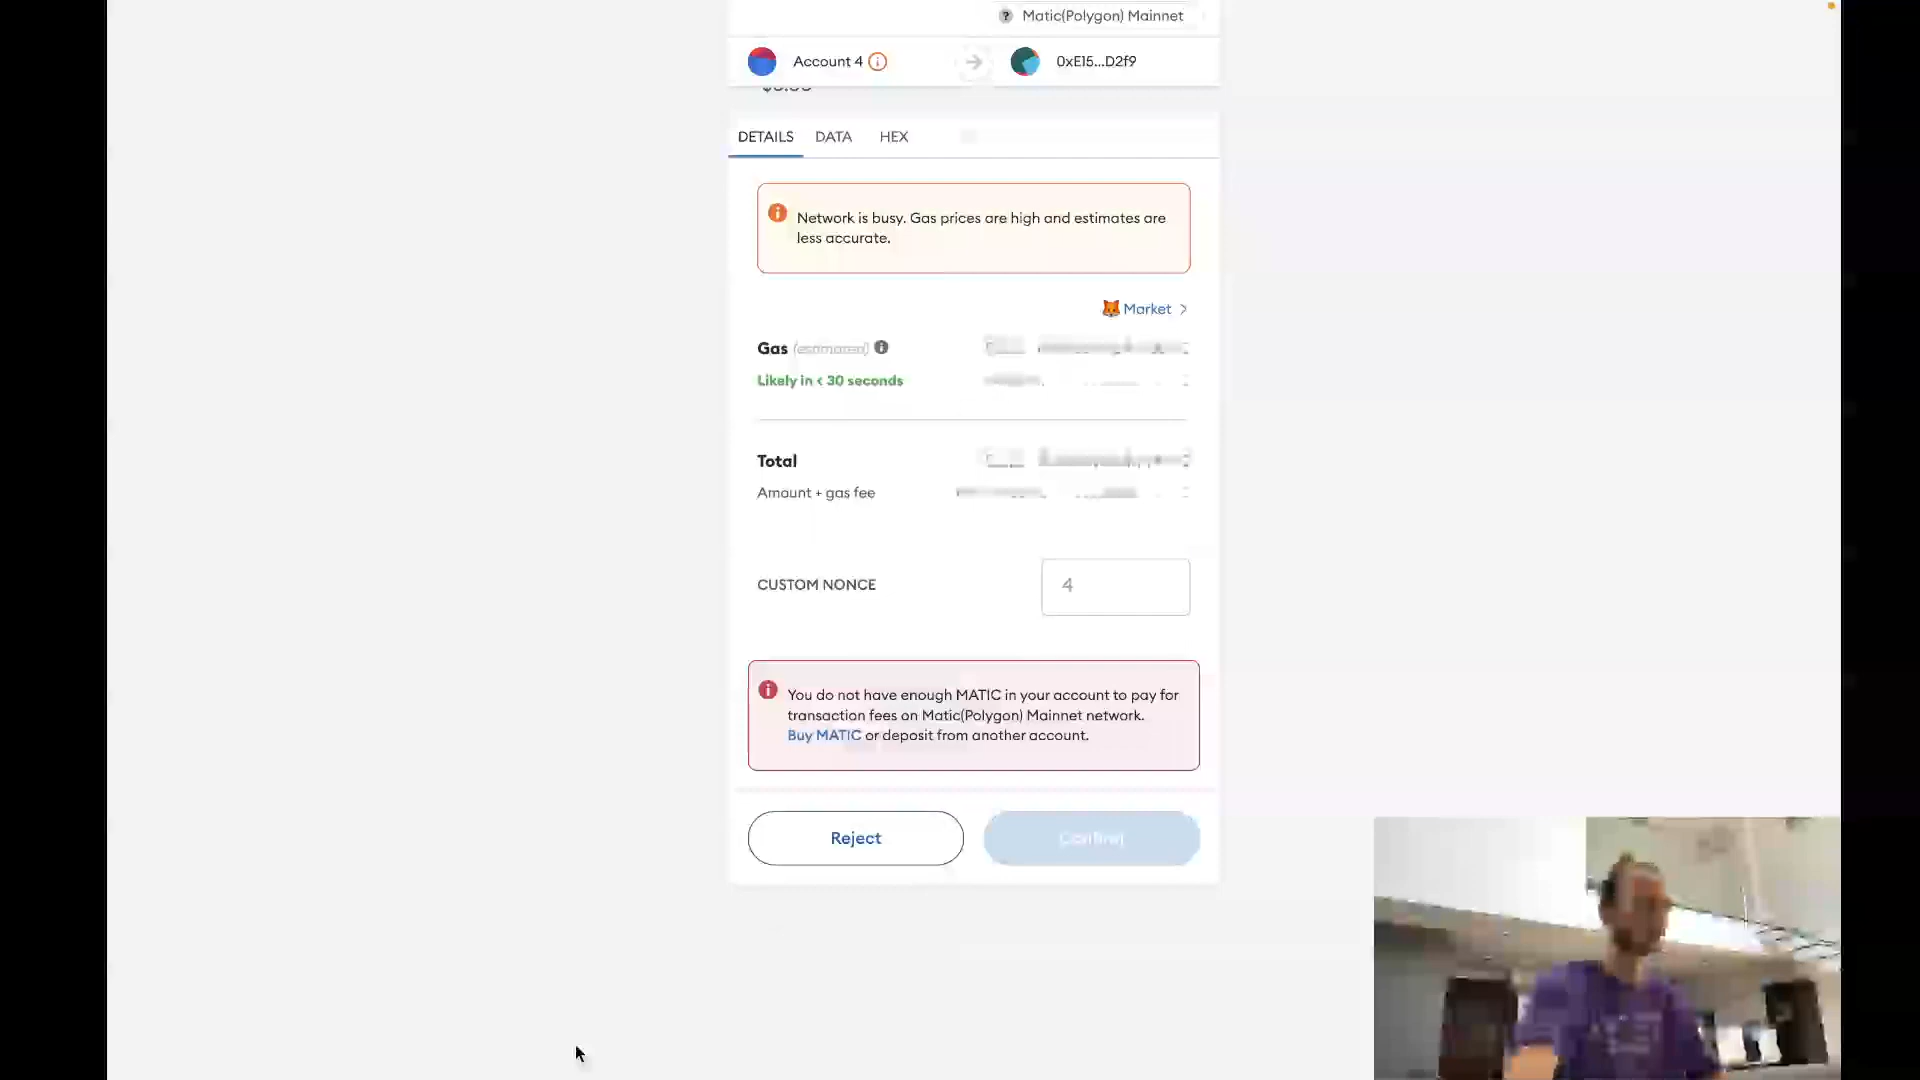 Matic(Polygon) Mainnet
Account 4
0xE15...D2f9
DETAILS DATA HEX
Network is busy. Gas prices are high and estimates are
less accurate.
Market >
Gas (estimated)
Likely in < 30 seconds
Total
Amount + gas fee
CUSTOM NONCE 4
You do not have enough MATIC in your account to pay for
transaction fees on Matic(Polygon) Mainnet network.
Buy MATIC or deposit from another account.
Reject Confirm